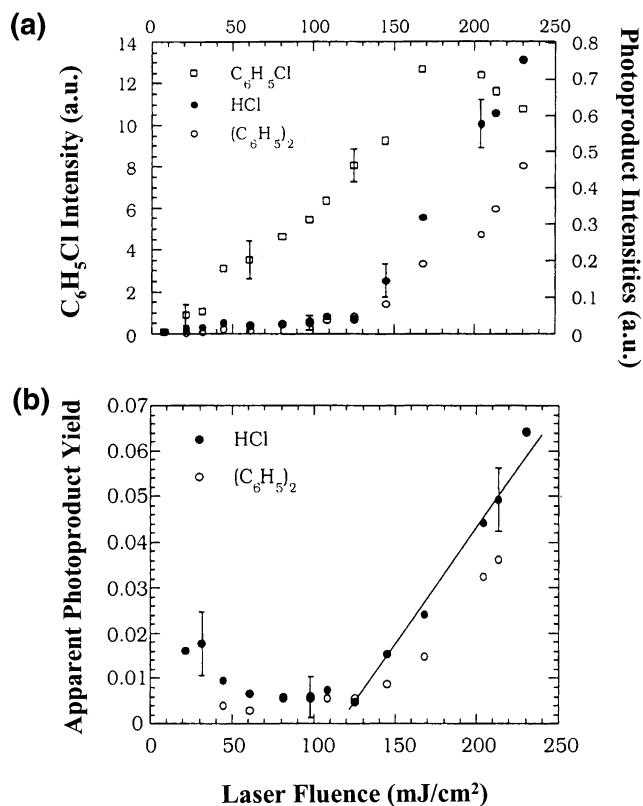 (a)
0 50 100 150 200 250
14 0.8
12 0.7
10 0.6
8 0.5
6 0.4
4 0.3
2 0.2
0 0.1
0
C₆H₅Cl
HCl
(C₆H₅)₂
C₆H₅Cl Intensity (a.u.)
Photoproduct Intensities (a.u.)
(b)
0.07
0.06
0.05
0.04
0.03
0.02
0.01
0
HCl
(C₆H₅)₂
Apparent Photoproduct Yield
0 50 100 150 200 250
Laser Fluence (mJ/cm²)